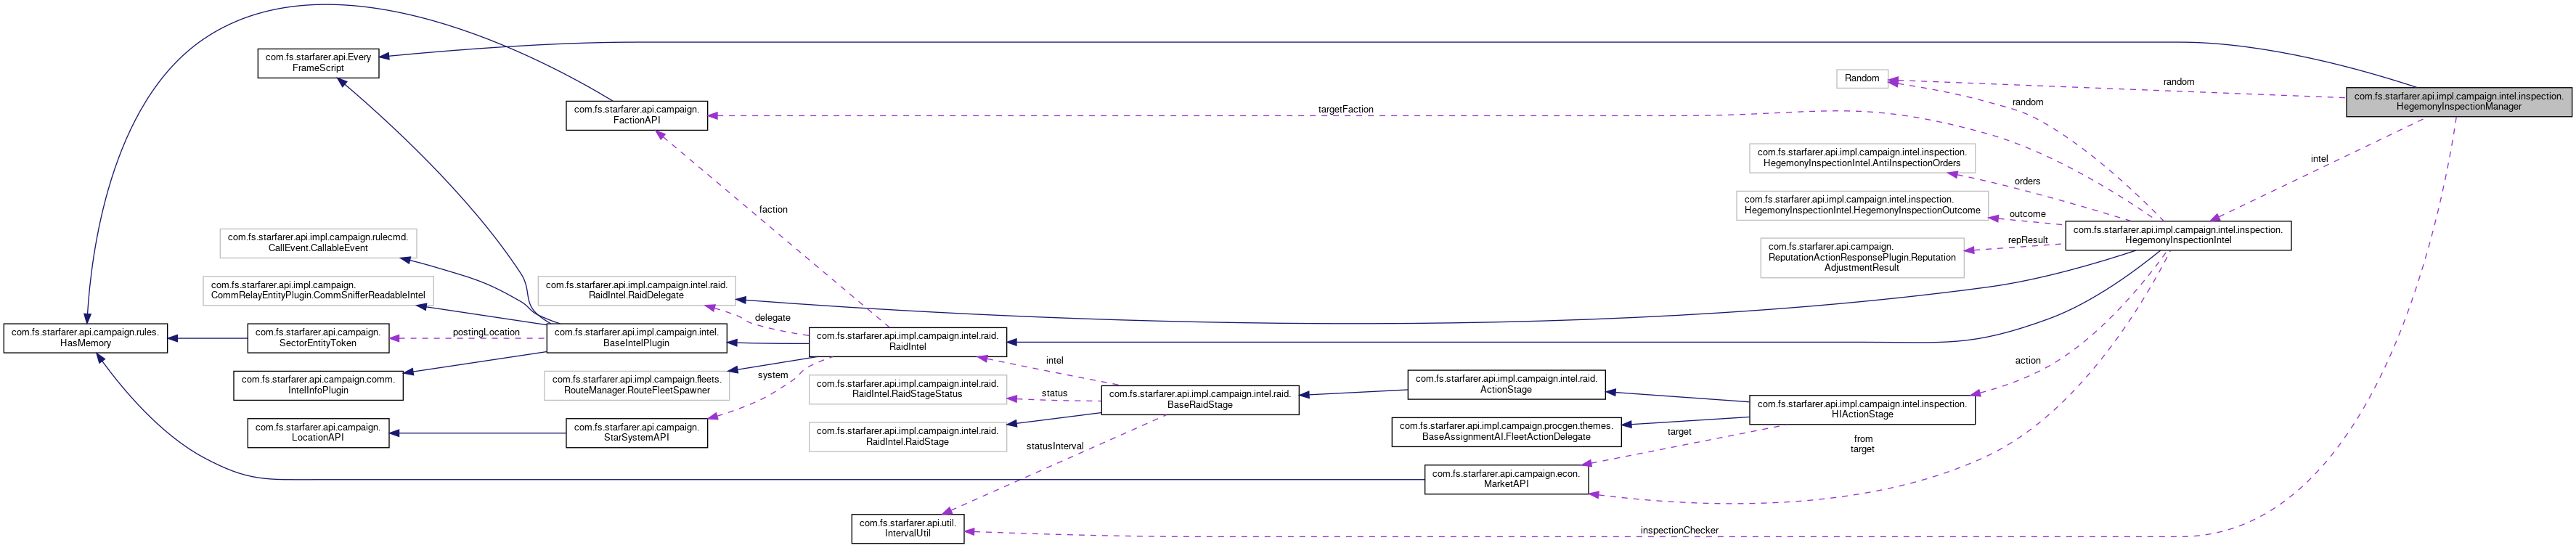 com.fs.starfarer.api.Every
FrameScript
Random
random
com.fs.starfarer.api.impl.campaign.intel.inspection.
HegemonyInspectionManager
com.fs.starfarer.api.campaign.
FactionAPI
targetFaction
random
com.fs.starfarer.api.impl.campaign.intel.inspection.
HegemonyInspectionIntel.AntiInspectionOrders
intel
orders
com.fs.starfarer.api.impl.campaign.intel.inspection.
HegemonyInspectionIntel.HegemonyInspectionOutcome
outcome
faction
com.fs.starfarer.api.impl.campaign.intel.inspection.
HegemonyInspectionIntel
com.fs.starfarer.api.impl.campaign.rulecmd.
CallEvent.CallableEvent
com.fs.starfarer.api.campaign.
ReputationActionResponsePlugin.Reputation
AdjustmentResult
repResult
com.fs.starfarer.api.impl.campaign.
CommRelayEntityPlugin.CommSnifferReadableIntel
com.fs.starfarer.api.impl.campaign.intel.raid.
RaidIntel.RaidDelegate
delegate
com.fs.starfarer.api.campaign.rules.
HasMemory
com.fs.starfarer.api.campaign.
SectorEntityToken
postingLocation
com.fs.starfarer.api.impl.campaign.intel.
BaseIntelPlugin
com.fs.starfarer.api.impl.campaign.intel.raid.
RaidIntel
intel
action
com.fs.starfarer.api.campaign.comm.
IntelInfoPlugin
com.fs.starfarer.api.impl.campaign.fleets.
RouteManager.RouteFleetSpawner
system
com.fs.starfarer.api.impl.campaign.intel.raid.
RaidIntel.RaidStageStatus
status
com.fs.starfarer.api.impl.campaign.intel.raid.
BaseRaidStage
com.fs.starfarer.api.impl.campaign.intel.raid.
ActionStage
com.fs.starfarer.api.impl.campaign.intel.inspection.
HIActionStage
com.fs.starfarer.api.campaign.
LocationAPI
com.fs.starfarer.api.campaign.
StarSystemAPI
com.fs.starfarer.api.impl.campaign.intel.raid.
RaidIntel.RaidStage
com.fs.starfarer.api.impl.campaign.procgen.themes.
BaseAssignmentAI.FleetActionDelegate
target
from
target
statusInterval
com.fs.starfarer.api.campaign.econ.
MarketAPI
com.fs.starfarer.api.util.
IntervalUtil
inspectionChecker